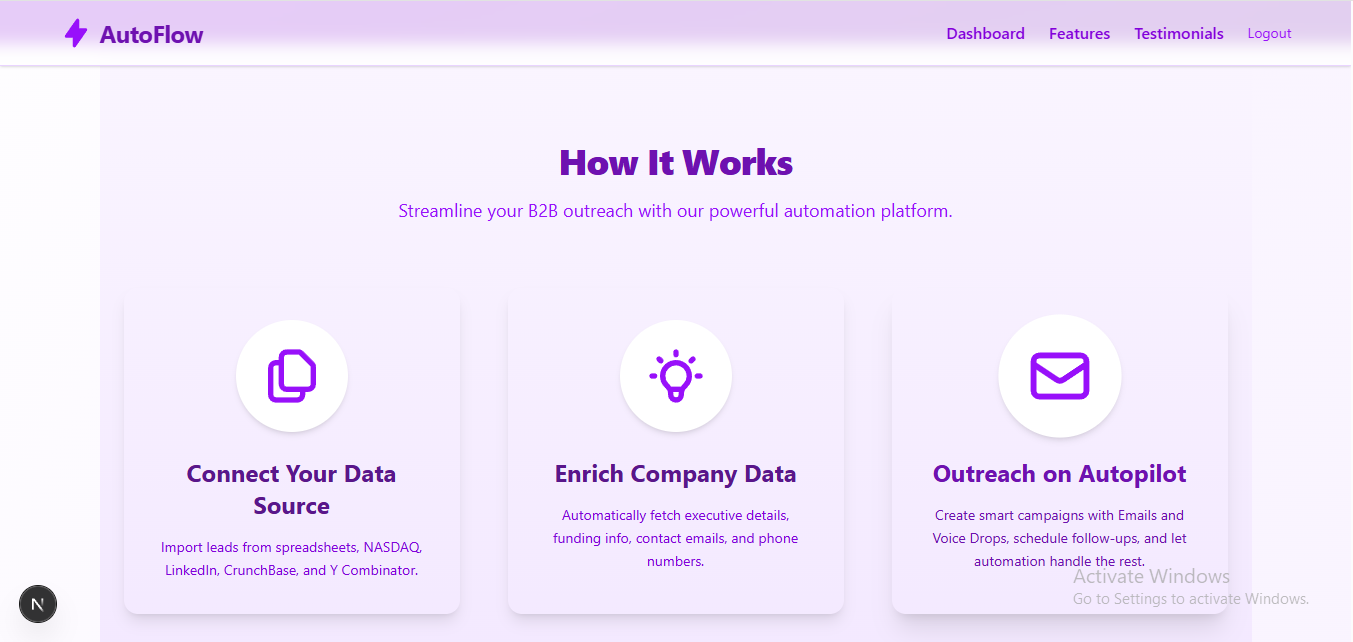 AutoFlow
Dashboard
Features
Testimonials
Logout
How It Works
Streamline your B2B outreach with our powerful automation platform.
Connect Your Data
Source
Import leads from spreadsheets, NASDAQ,
LinkedIn, CrunchBase, and Y Combinator.
Enrich Company Data
Automatically fetch executive details,
funding info, contact emails, and phone
numbers.
Outreach on Autopilot
Create smart campaigns with Emails and
Voice Drops, schedule follow-ups, and let
automation handle the rest.
Activate Windows
Go to Settings to activate Windows.
N